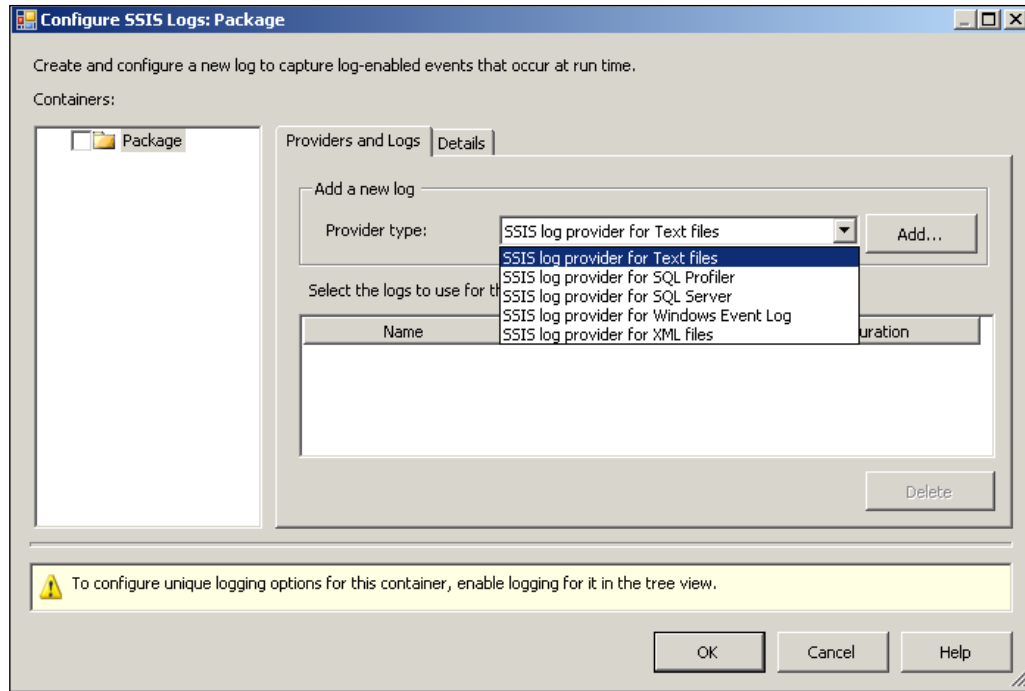 Configure SSIS Logs: Package
Create and configure a new log to capture log-enabled events that occur at run time.
Containers:
Package
Providers and Logs
Details
Add a new log
Provider type:
SSIS log provider for Text files
Add...
SSIS log provider for Text files
SSIS log provider for SQL Profiler
SSIS log provider for SQL Server
SSIS log provider for Windows Event Log
SSIS log provider for XML files
Select the logs to use for th
Name
uration
Delete
To configure unique logging options for this container, enable logging for it in the tree view.
OK
Cancel
Help